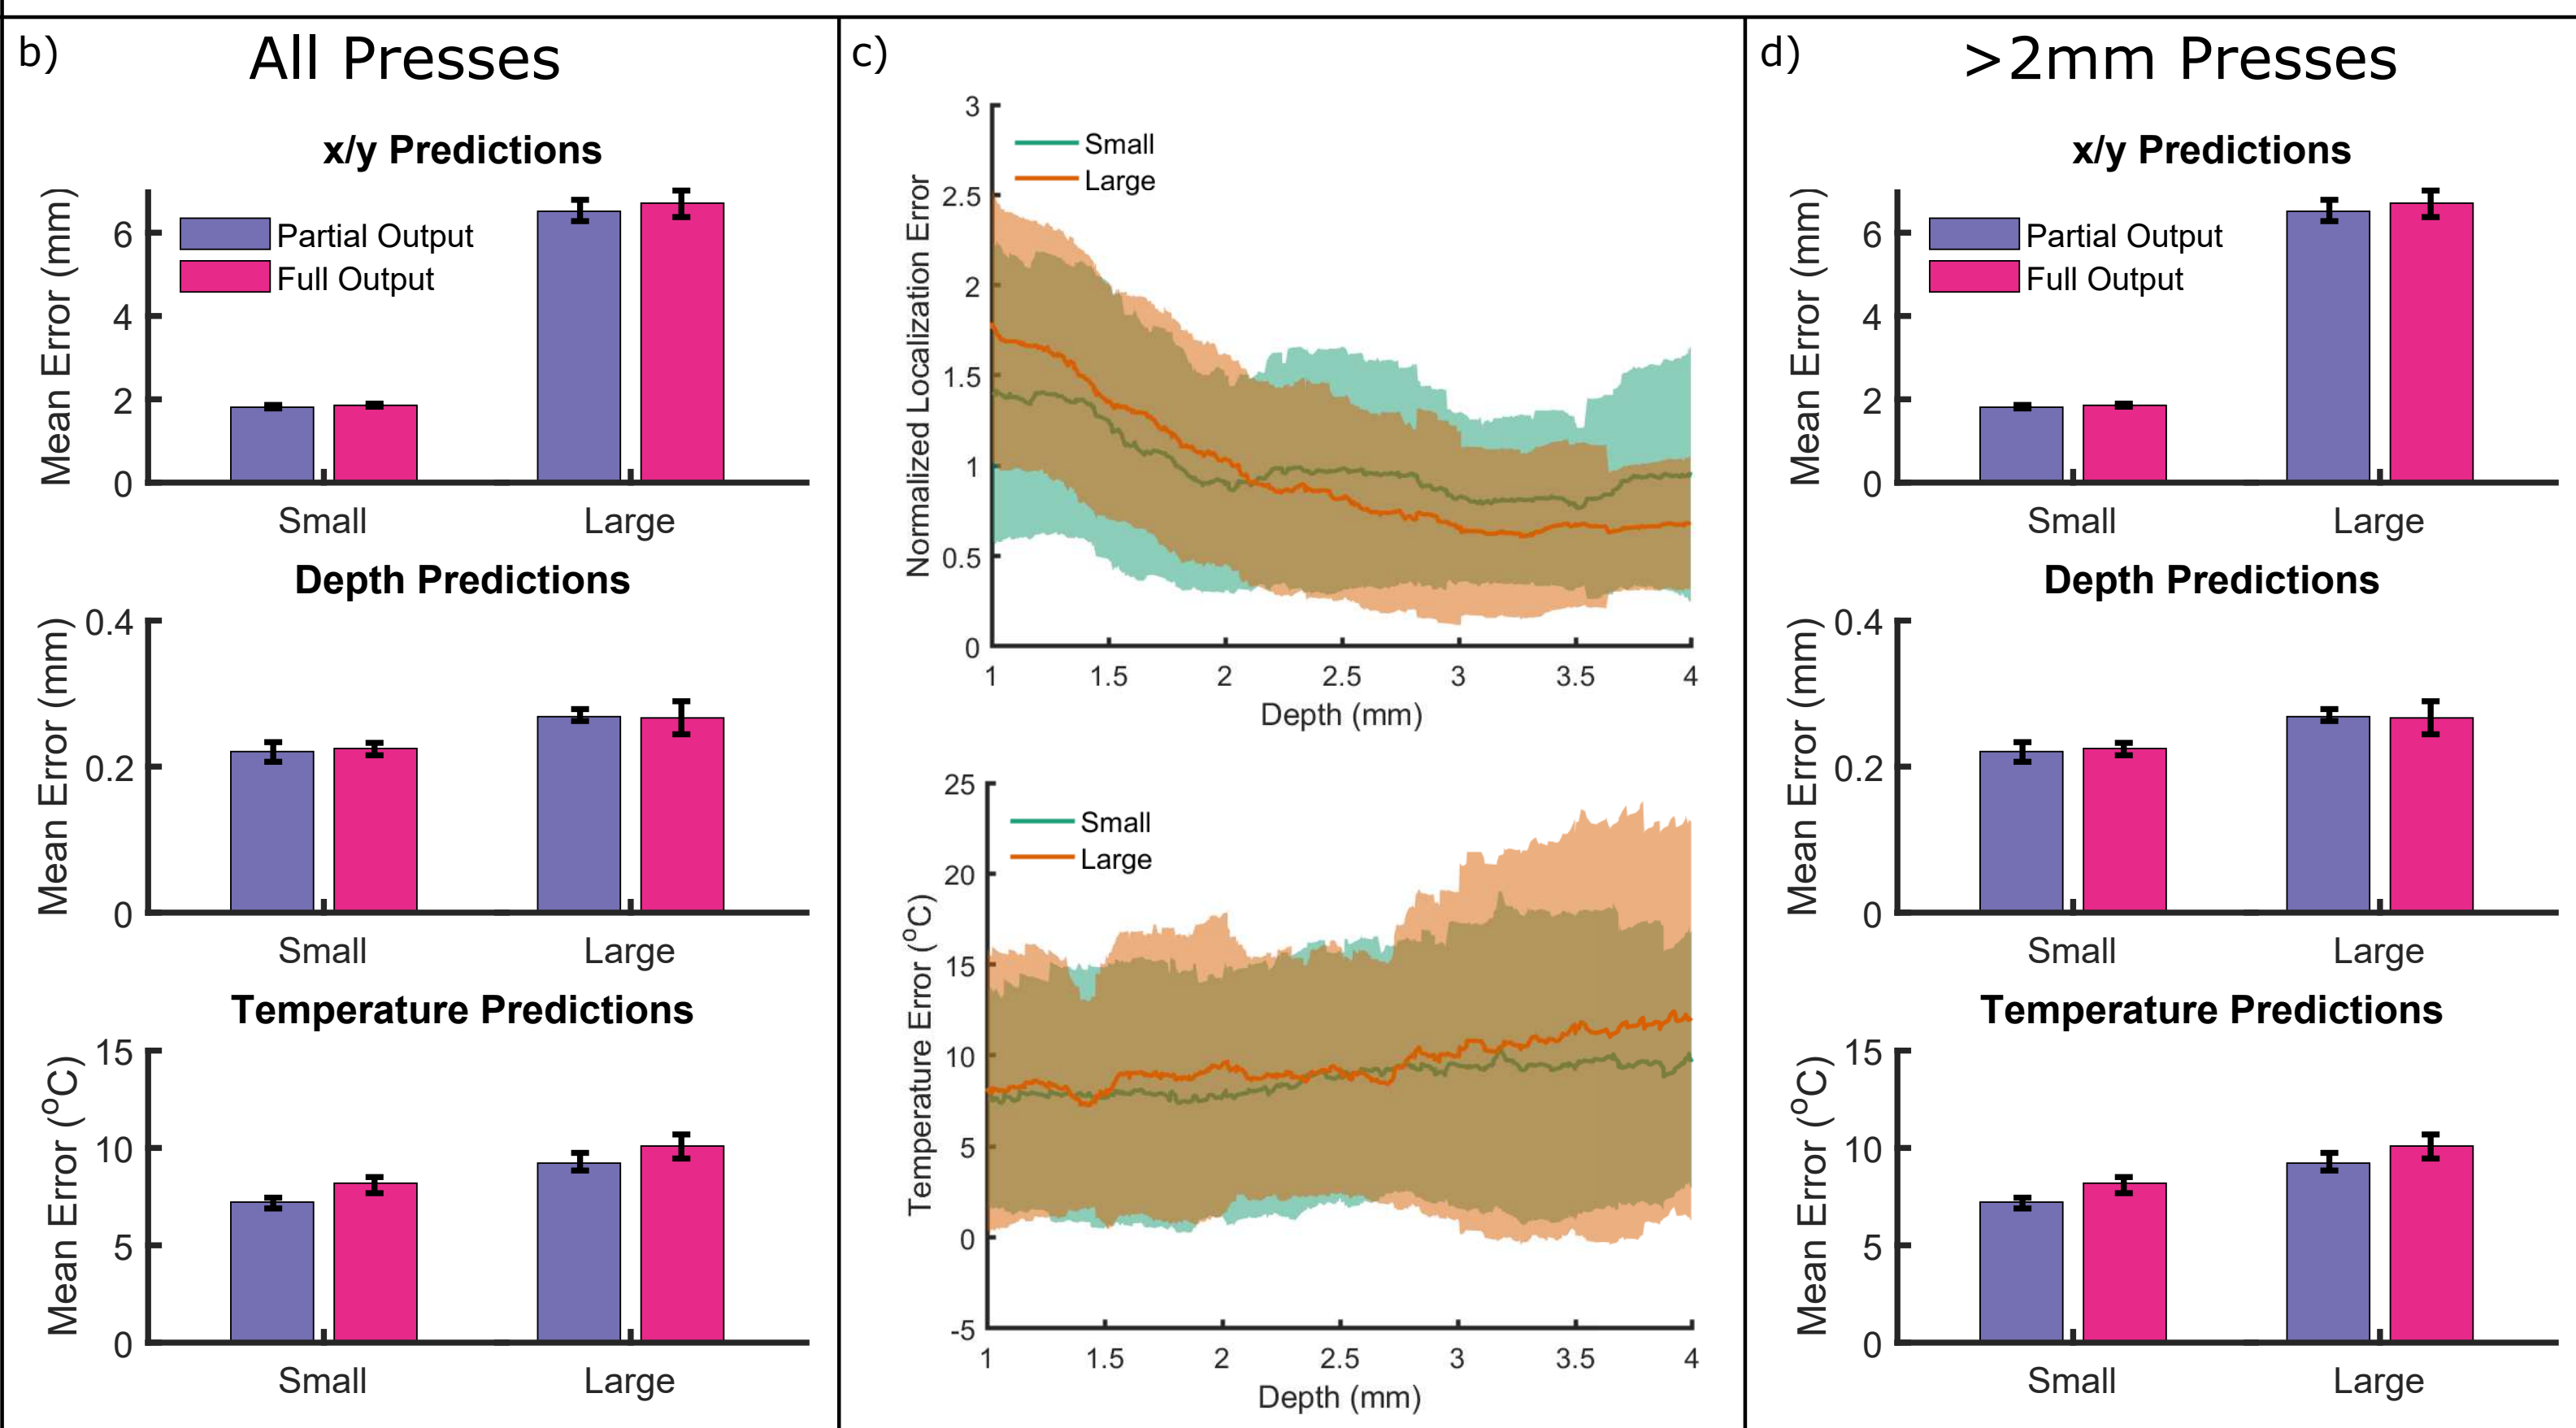 b)
All Presses
x/y Predictions
Mean Error (mm)
6
4
2
0
Partial Output
Full Output
Small
Large
Depth Predictions
Mean Error (mm)
0.4
0.2
0
Small
Large
Temperature Predictions
Mean Error (°C)
15
10
5
0
Small
Large
c)
Normalized Localization Error
3
2.5
2
1.5
1
0.5
0
Small
Large
1 1.5 2 2.5 3 3.5 4
Depth (mm)
Temperature Error (°C)
25
20
15
10
5
0
-5
Small
Large
1 1.5 2 2.5 3 3.5 4
Depth (mm)
d)
>2mm Presses
x/y Predictions
Mean Error (mm)
6
4
2
0
Partial Output
Full Output
Small
Large
Depth Predictions
Mean Error (mm)
0.4
0.2
0
Small
Large
Temperature Predictions
Mean Error (°C)
15
10
5
0
Small
Large